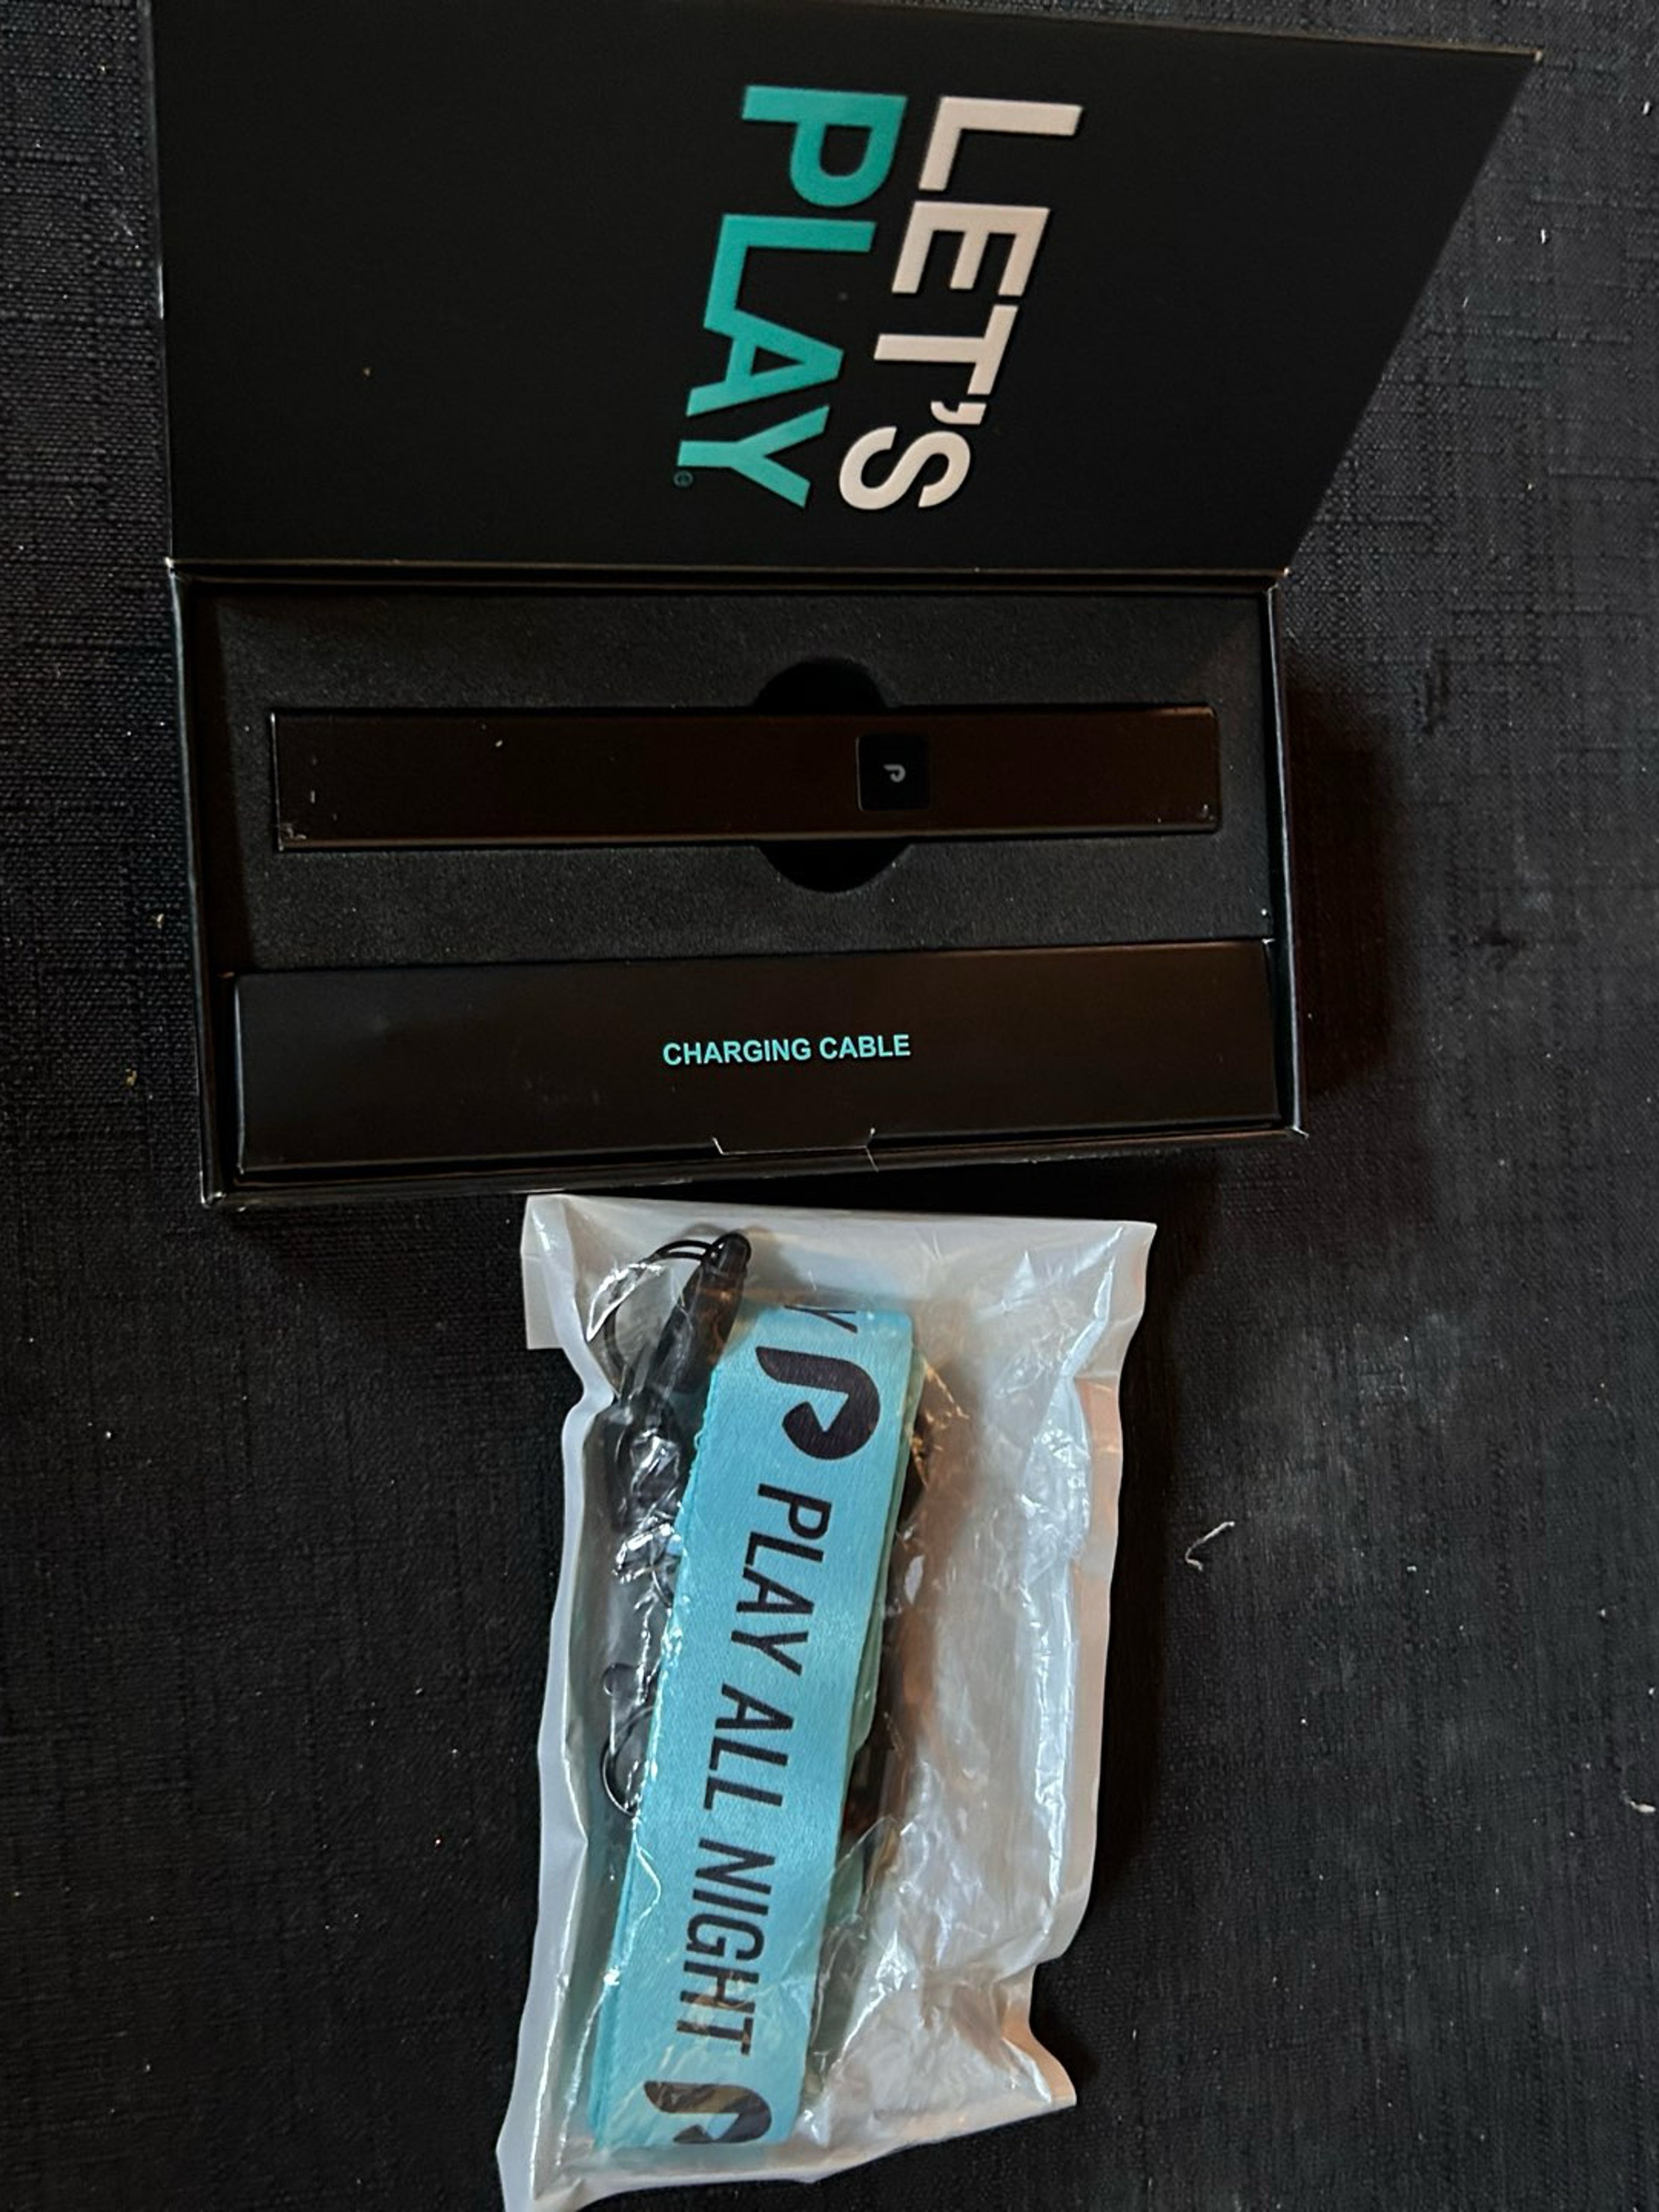 LET'S
PLAY
CHARGING CABLE
PLAY ALL NIGHT